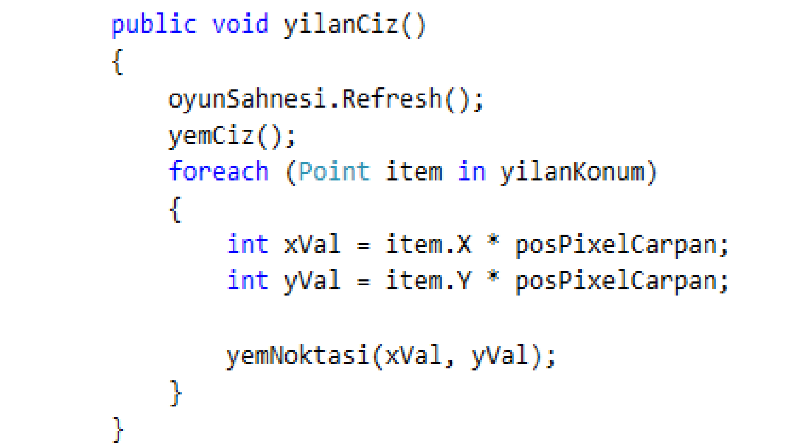 public void yilanCiz()
{
oyunSahnesi.Refresh();
yemCiz();
foreach (Point item in yilanKonum)
{
int xVal = item.X * posPixelCarpan;
int yVal = item.Y * posPixelCarpan;
yemNoktasi(xVal, yVal);
}
}